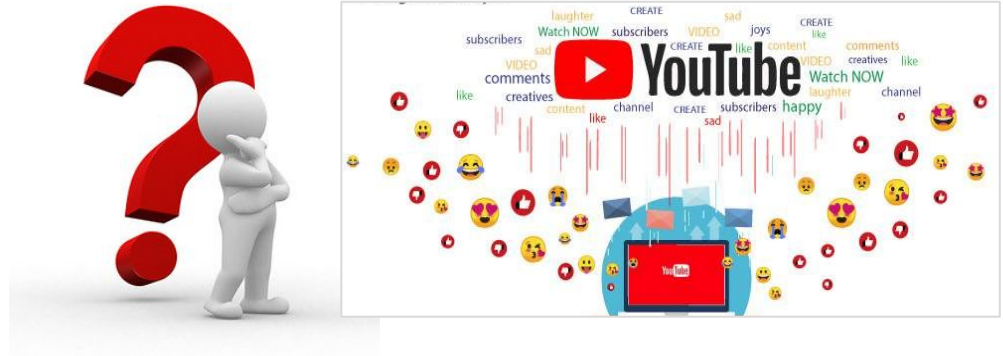 laughter CREATE sad CREATE
Watch NOW subscribers VIDEO joys like
subscribers CREATE like content comments
sad YouTube VIDEO creatives like
VIDEO
comments Watch NOW
like creatives laughter channel
content channel CREATE subscribers happy
like sad
YouTube